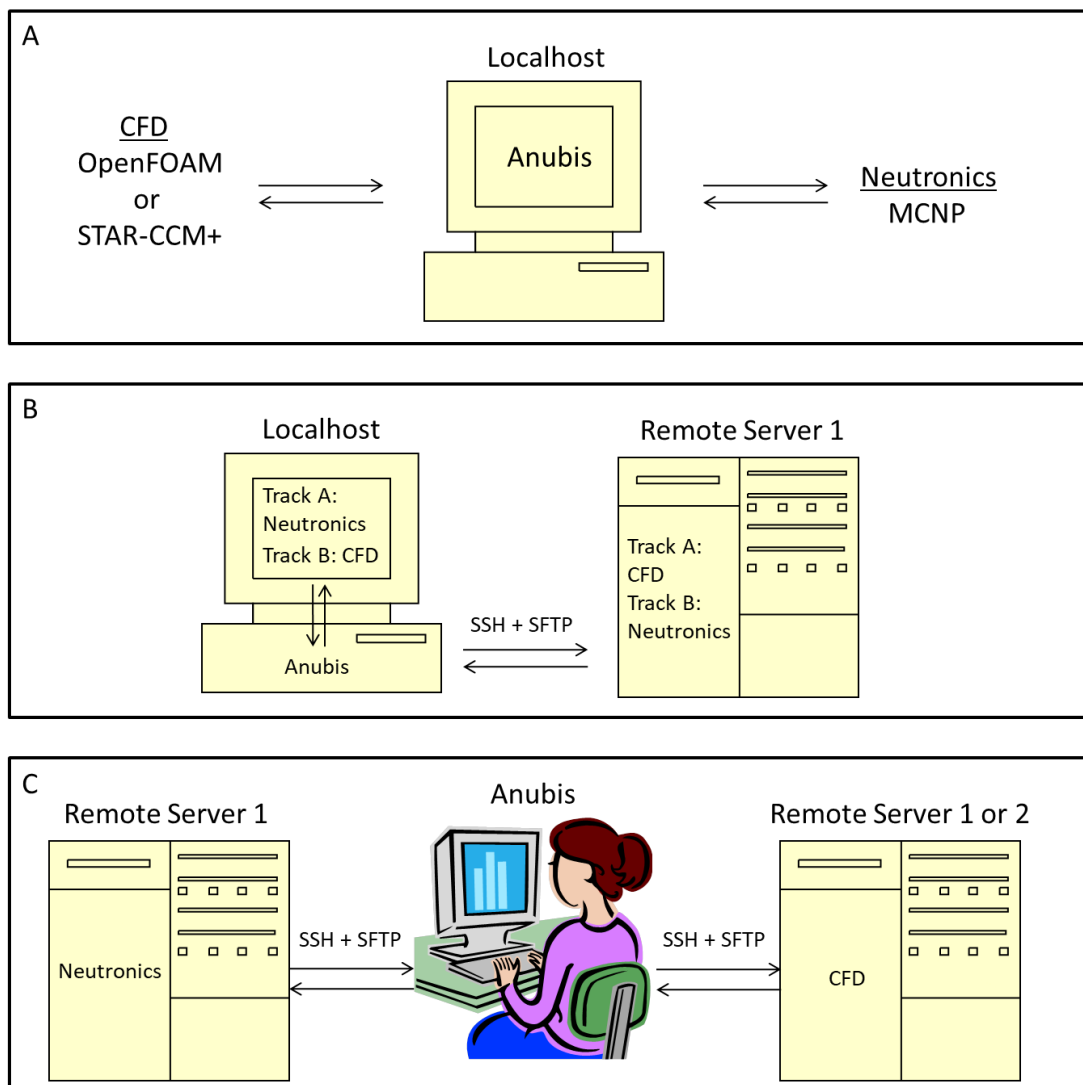 A
Localhost
CFD
OpenFOAM
or
STAR-CCM+
Anubis
Neutronics
MCNP
B
Localhost
Track A:
Neutronics
Track B: CFD
Anubis
SSH + SFTP
Remote Server 1
Track A:
CFD
Track B:
Neutronics
C
Remote Server 1
Neutronics
SSH + SFTP
Anubis
SSH + SFTP
Remote Server 1 or 2
CFD